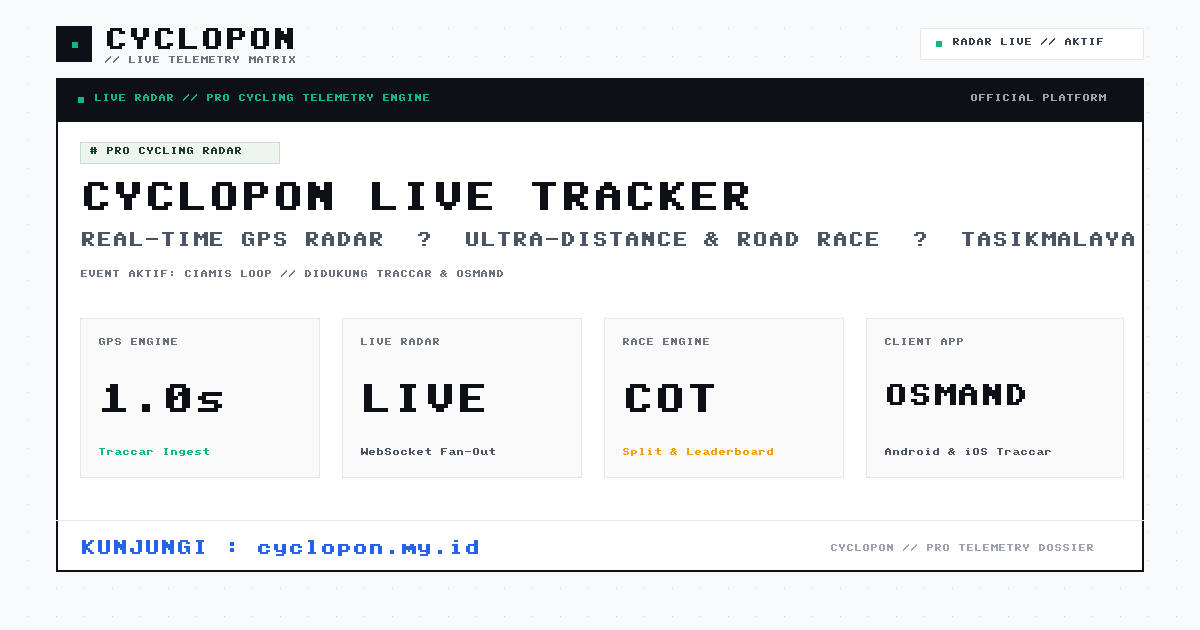 CYCLOPON
// LIVE TELEMETRY MATRIX
RADAR LIVE // AKTIF
LIVE RADAR // PRO CYCLING TELEMETRY ENGINE
OFFICIAL PLATFORM
# PRO CYCLING RADAR
CYCLOPON LIVE TRACKER
REAL-TIME GPS RADAR ? ULTRA-DISTANCE & ROAD RACE ? TASIKMALAYA
EVENT AKTIF: CIAMIS LOOP // DIDUKUNG TRACCAR & OSMAND
GPS ENGINE
1.0s
Traccar Ingest
LIVE RADAR
LIVE
WebSocket Fan-Out
RACE ENGINE
COT
Split & Leaderboard
CLIENT APP
OSMAND
Android & iOS Traccar
KUNJUNGI : cyclopon.my.id
CYCLOPON // PRO TELEMETRY DOSSIER